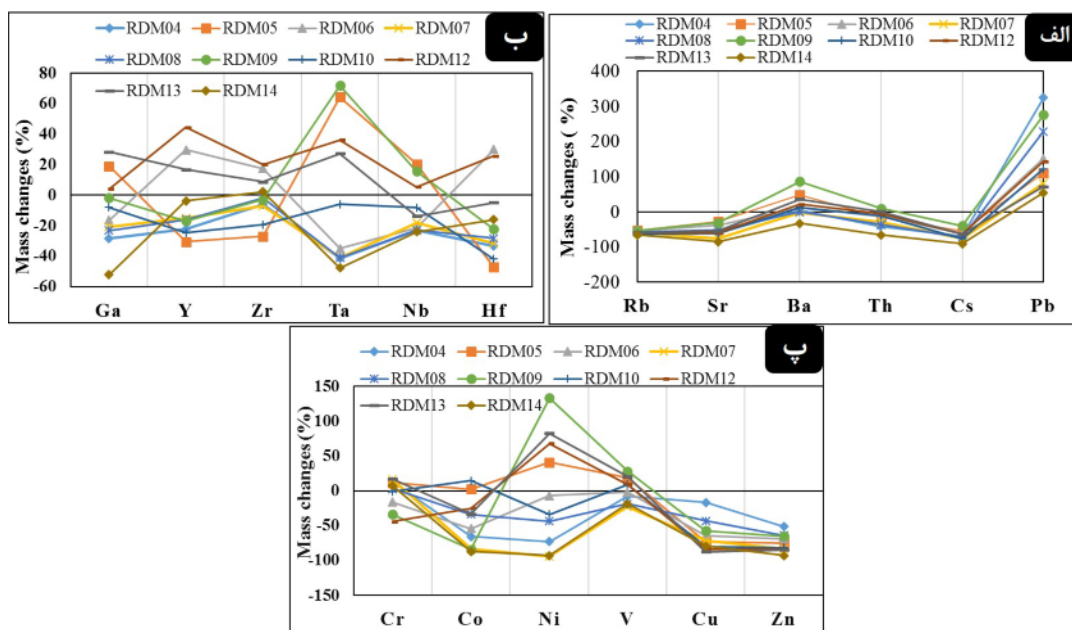 ب
RDM04 RDM05 RDM06 RDM07
RDM08 RDM09 RDM10 RDM12
RDM13 RDM14
Mass changes (%)
80
60
40
20
0
-20
-40
-60
Ga Y Zr Ta Nb Hf
الف
RDM04 RDM05 RDM06 RDM07
RDM08 RDM09 RDM10 RDM12
RDM13 RDM14
Mass changes ( %)
400
300
200
100
0
-100
-200
Rb Sr Ba Th Cs Pb
پ
RDM04 RDM05 RDM06 RDM07
RDM08 RDM09 RDM10 RDM12
RDM13 RDM14
Mass changes (%)
150
100
50
0
-50
-100
-150
Cr Co Ni V Cu Zn